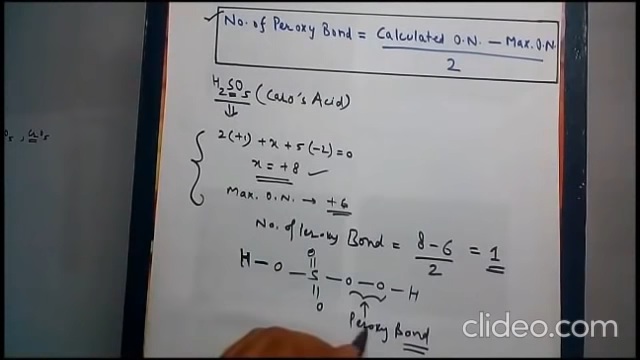 No. of Peroxy Bond = Calculated O.N. – Max. O.N. / 2
H2SO5 (Caro's Acid)
2(+1) + x + 5(-2) = 0
x = +8
Max. O.N. → +6
No. of Peroxy Bond = 8-6 / 2 = 1
O
H - O - S - O - O - H
O
Peroxy Bond
clideo.com